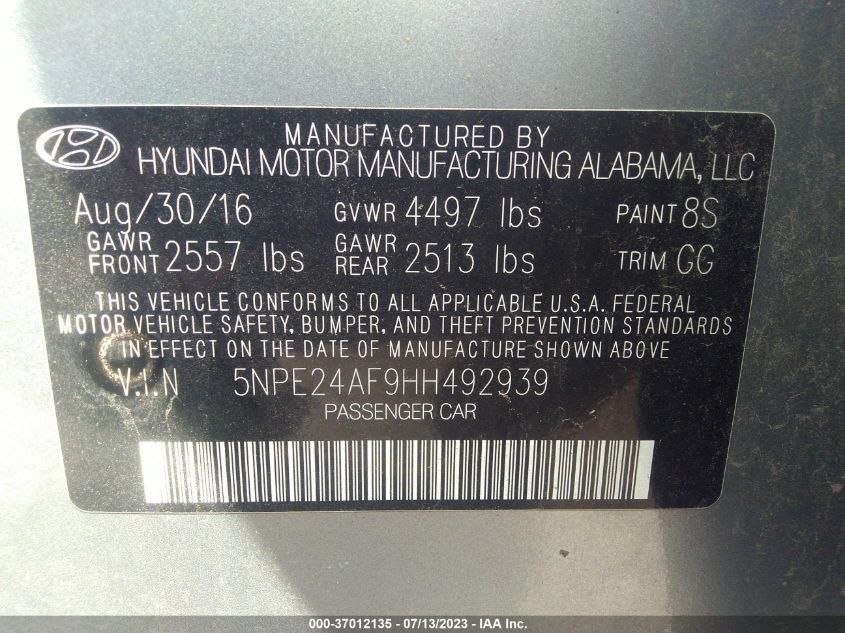 MANUFACTURED BY
HYUNDAI MOTOR MANUFACTURING ALABAMA, LLC
Aug/30/16 GVWR 4497 lbs PAINT 8S
GAWR FRONT 2557 lbs GAWR REAR 2513 lbs TRIM GG
THIS VEHICLE CONFORMS TO ALL APPLICABLE U.S.A. FEDERAL
MOTOR VEHICLE SAFETY, BUMPER, AND THEFT PREVENTION STANDARDS
IN EFFECT ON THE DATE OF MANUFACTURE SHOWN ABOVE
V.I.N 5NPE24AF9HH492939
PASSENGER CAR
000-37012135 - 07/13/2023 - IAA Inc.